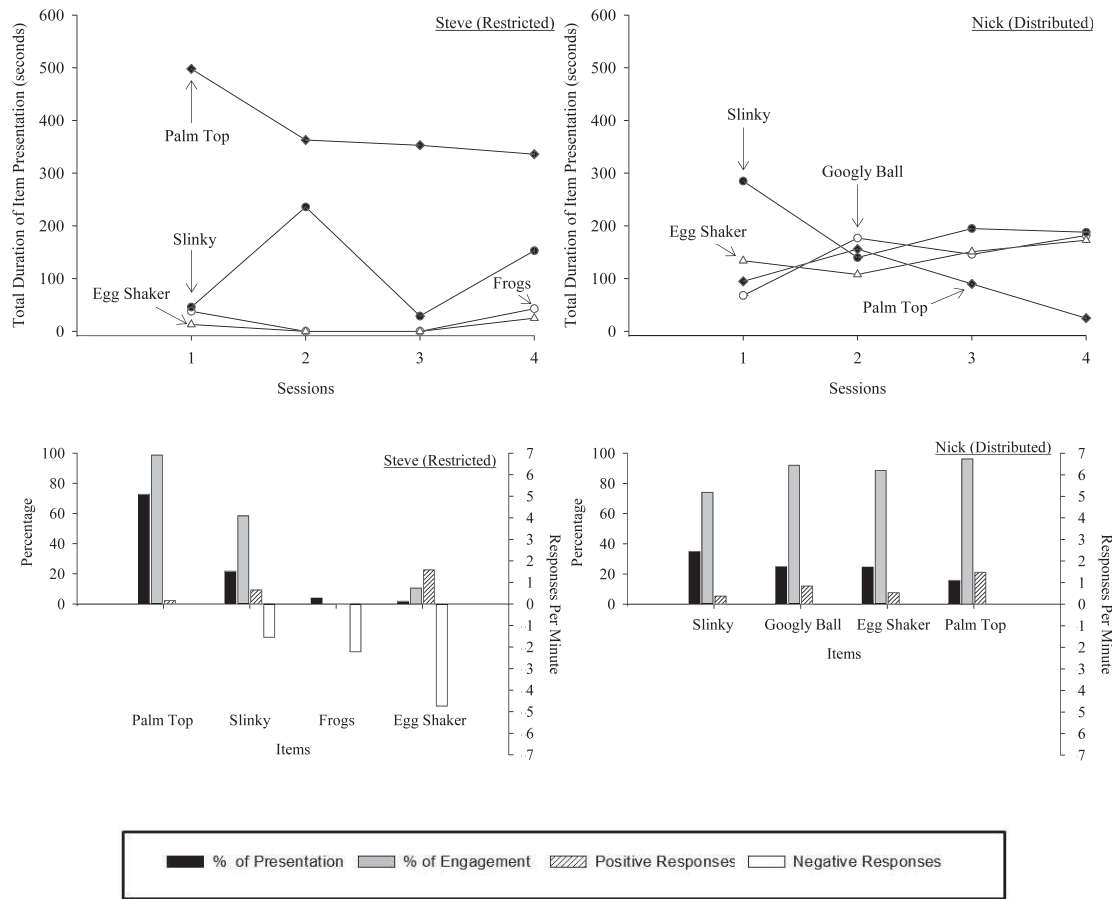 Steve (Restricted)
Total Duration of Item Presentation (seconds)
600
500
400
300
200
100
0
Palm Top
Slinky
Egg Shaker
Frogs
1 2 3 4
Sessions
Nick (Distributed)
Total Duration of Item Presentation (seconds)
600
500
400
300
200
100
0
Slinky
Googly Ball
Egg Shaker
Palm Top
1 2 3 4
Sessions
Steve (Restricted)
Percentage
100
80
60
40
20
0
7
6
5
4
3
2
1
0
1
2
3
4
5
6
7
Responses Per Minute
Palm Top Slinky Frogs Egg Shaker
Items
Nick (Distributed)
Percentage
100
80
60
40
20
0
7
6
5
4
3
2
1
0
1
2
3
4
5
6
7
Responses Per Minute
Slinky Googly Ball Egg Shaker Palm Top
Items
% of Presentation % of Engagement Positive Responses Negative Responses